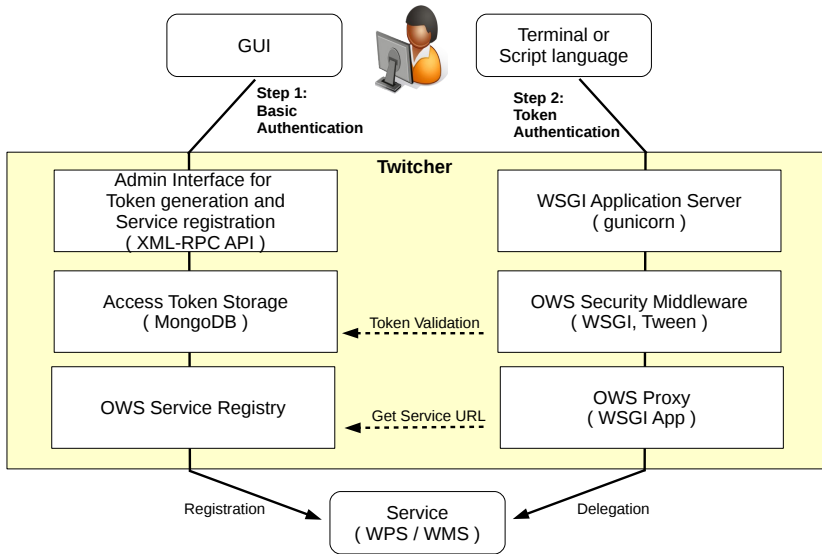 GUI
Terminal or
Script language
Step 1:
Basic
Authentication
Step 2:
Token
Authentication
Twitcher
Admin Interface for
Token generation and
Service registration
( XML-RPC API )
WSGI Application Server
( gunicorn )
Access Token Storage
( MongoDB )
Token Validation
OWS Security Middleware
( WSGI, Tween )
OWS Service Registry
Get Service URL
OWS Proxy
( WSGI App )
Registration
Service
( WPS / WMS )
Delegation